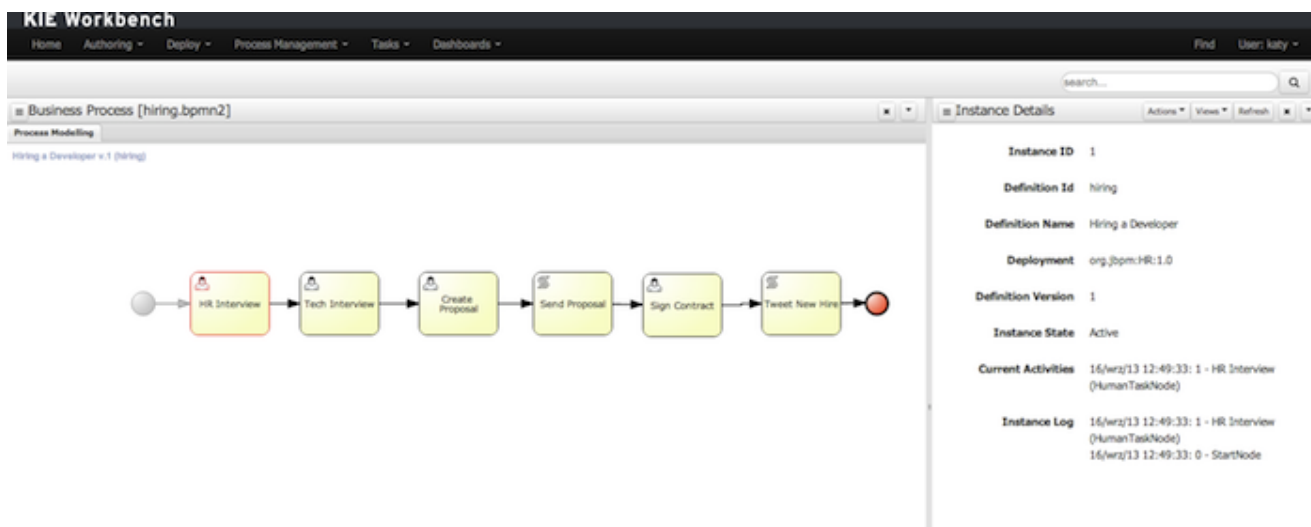 KIE Workbench
Home Authoring Deploy Process Management Tasks Dashboards Find User: katy
search...
Business Process [hiring.bpmn2]
Process Modelling
Hiring a Developer v.1 (hiring)
HR Interview
Tech Interview
Create
Proposal
Send Proposal
Sign Contract
Tweet New Hire
Instance Details Actions Views Refresh
Instance ID 1
Definition Id hiring
Definition Name Hiring a Developer
Deployment org.jbpm:HR:1.0
Definition Version 1
Instance State Active
Current Activities 16/wrz/13 12:49:33: 1 - HR Interview
(HumanTaskNode)
Instance Log 16/wrz/13 12:49:33: 1 - HR Interview
(HumanTaskNode)
16/wrz/13 12:49:33: 0 - StartNode